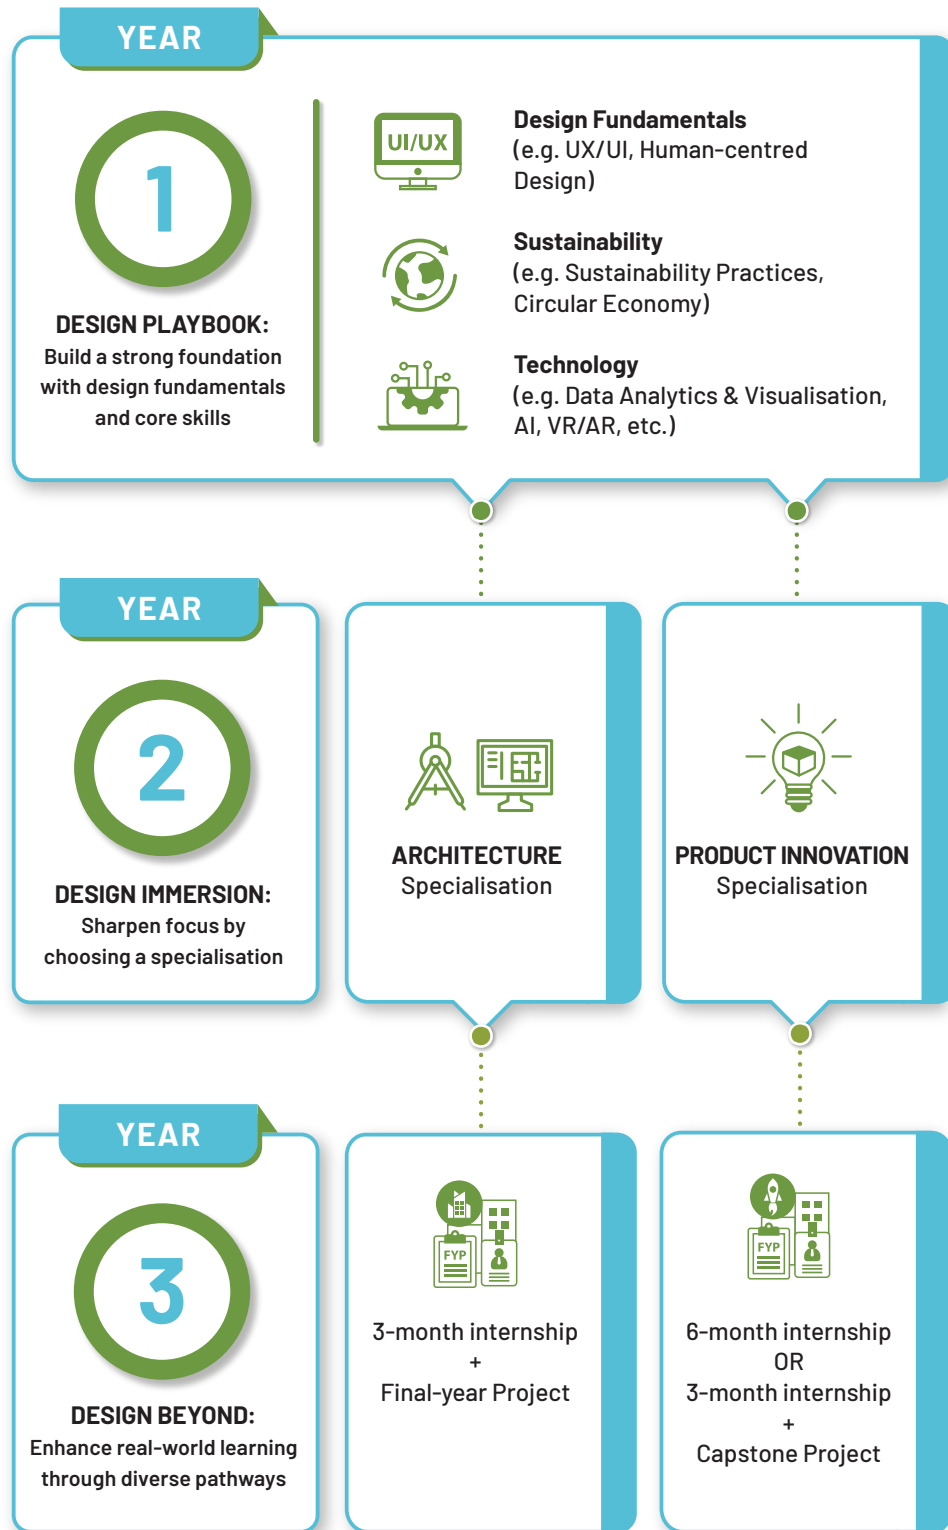 YEAR
1
DESIGN PLAYBOOK:
Build a strong foundation
with design fundamentals
and core skills
UI/UX
Design Fundamentals
(e.g. UX/UI, Human-centred
Design)
Sustainability
(e.g. Sustainability Practices,
Circular Economy)
Technology
(e.g. Data Analytics & Visualisation,
AI, VR/AR, etc.)
YEAR
2
DESIGN IMMERSION:
Sharpen focus by
choosing a specialisation
ARCHITECTURE
Specialisation
PRODUCT INNOVATION
Specialisation
YEAR
3
DESIGN BEYOND:
Enhance real-world learning
through diverse pathways
FYP
3-month internship
+
Final-year Project
FYP
6-month internship
OR
3-month internship
+
Capstone Project